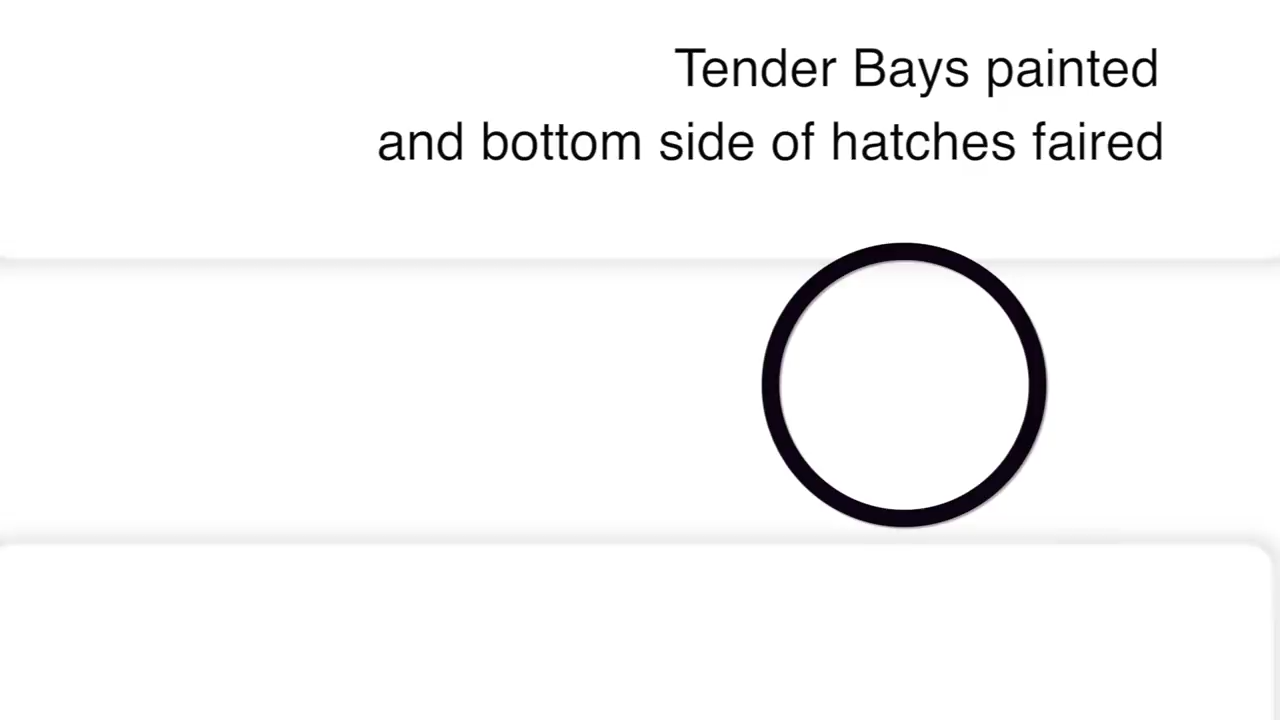 Tender Bays painted
and bottom side of hatches faired